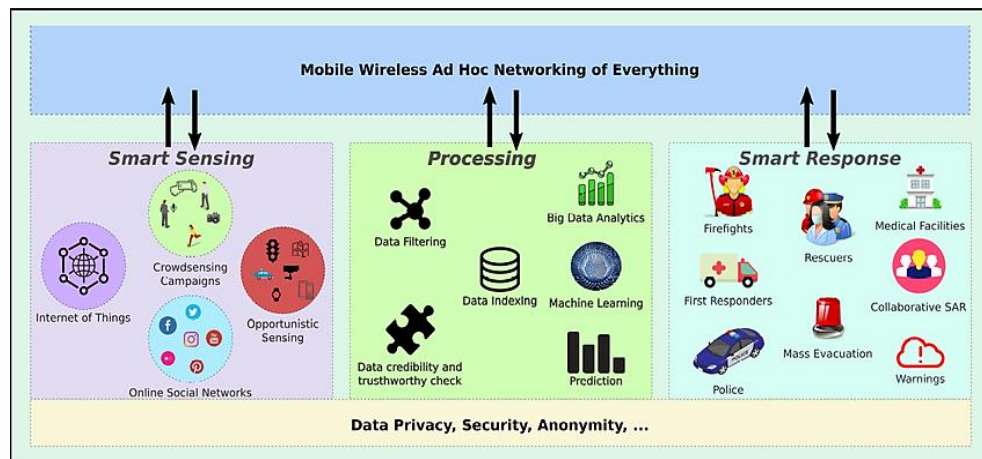 Mobile Wireless Ad Hoc Networking of Everything
Smart Sensing
Crowdsensing
Campaigns
Internet of Things
Opportunistic
Sensing
Online Social Networks
Processing
Data Filtering
Big Data Analytics
Data Indexing
Machine Learning
Data credibility and
trustworthy check
Prediction
Smart Response
Firefights
Rescuers
Medical Facilities
First Responders
Collaborative SAR
Mass Evacuation
POLICE
Police
Warnings
Data Privacy, Security, Anonymity, ...